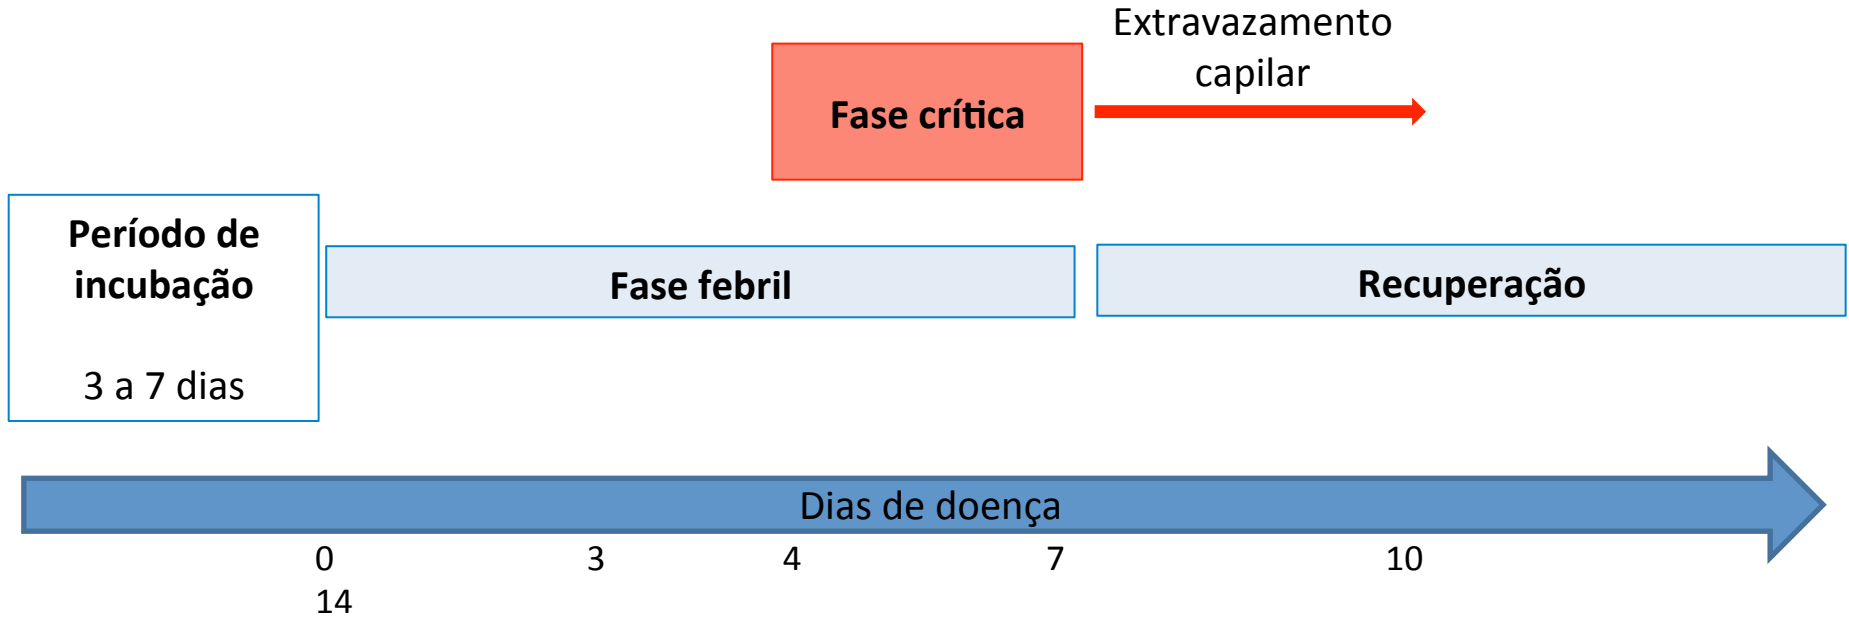 Extravazamento
capilar
Fase crítica
Período de
incubação
3 a 7 dias
Fase febril
Recuperação
Dias de doença
0 3 4 7 10
14